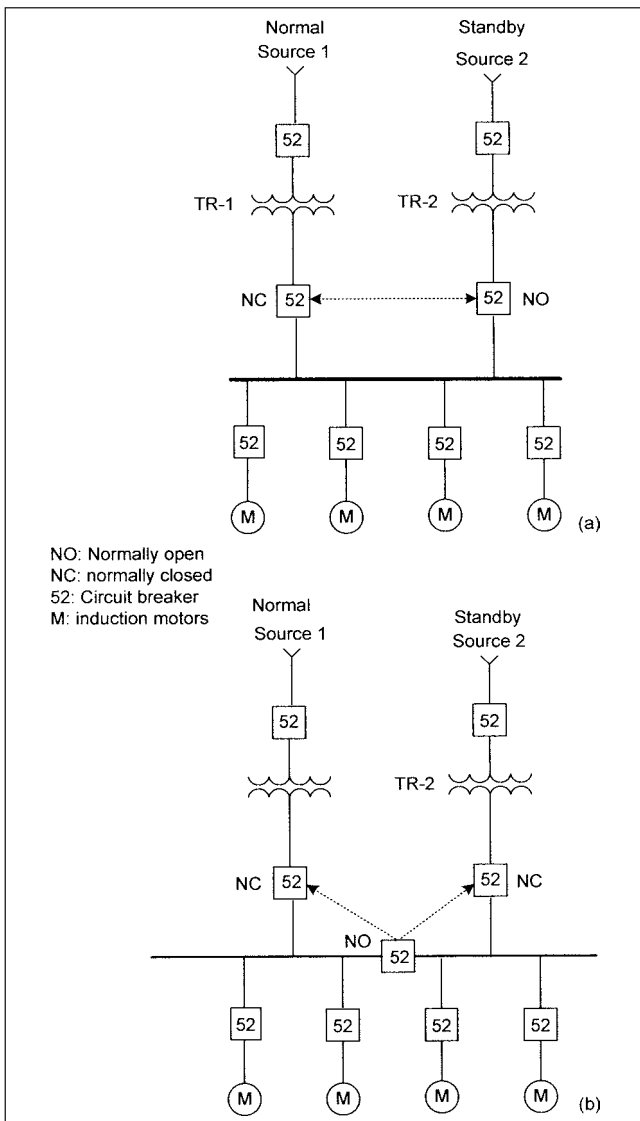 Normal Standby
Source 1 Source 2
52 52
TR-1 TR-2
NC 52 52 NO
52 52 52 52
M M M M (a)
NO: Normally open
NC: normally closed
52: Circuit breaker
M: induction motors
Normal Standby
Source 1 Source 2
52 52
TR-2
NC 52 52 NC
NO
52
52 52 52 52
M M M M (b)